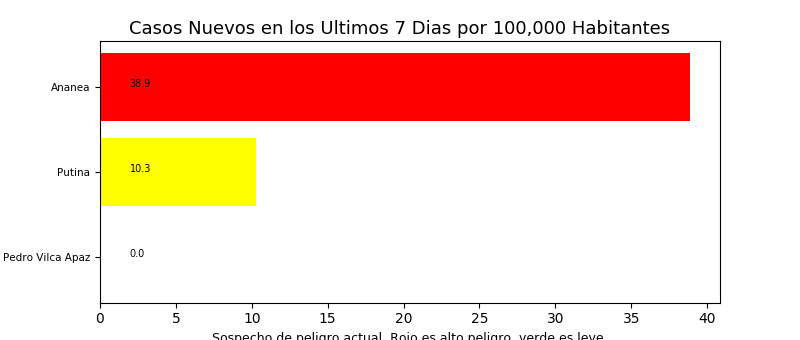 Casos Nuevos en los Ultimos 7 Dias por 100,000 Habitantes
Ananea
38.9
Putina
10.3
Pedro Vilca Apaz
0.0
0 5 10 15 20 25 30 35 40
Sospecho de peligro actual. Rojo es alto peligro, verde es leve